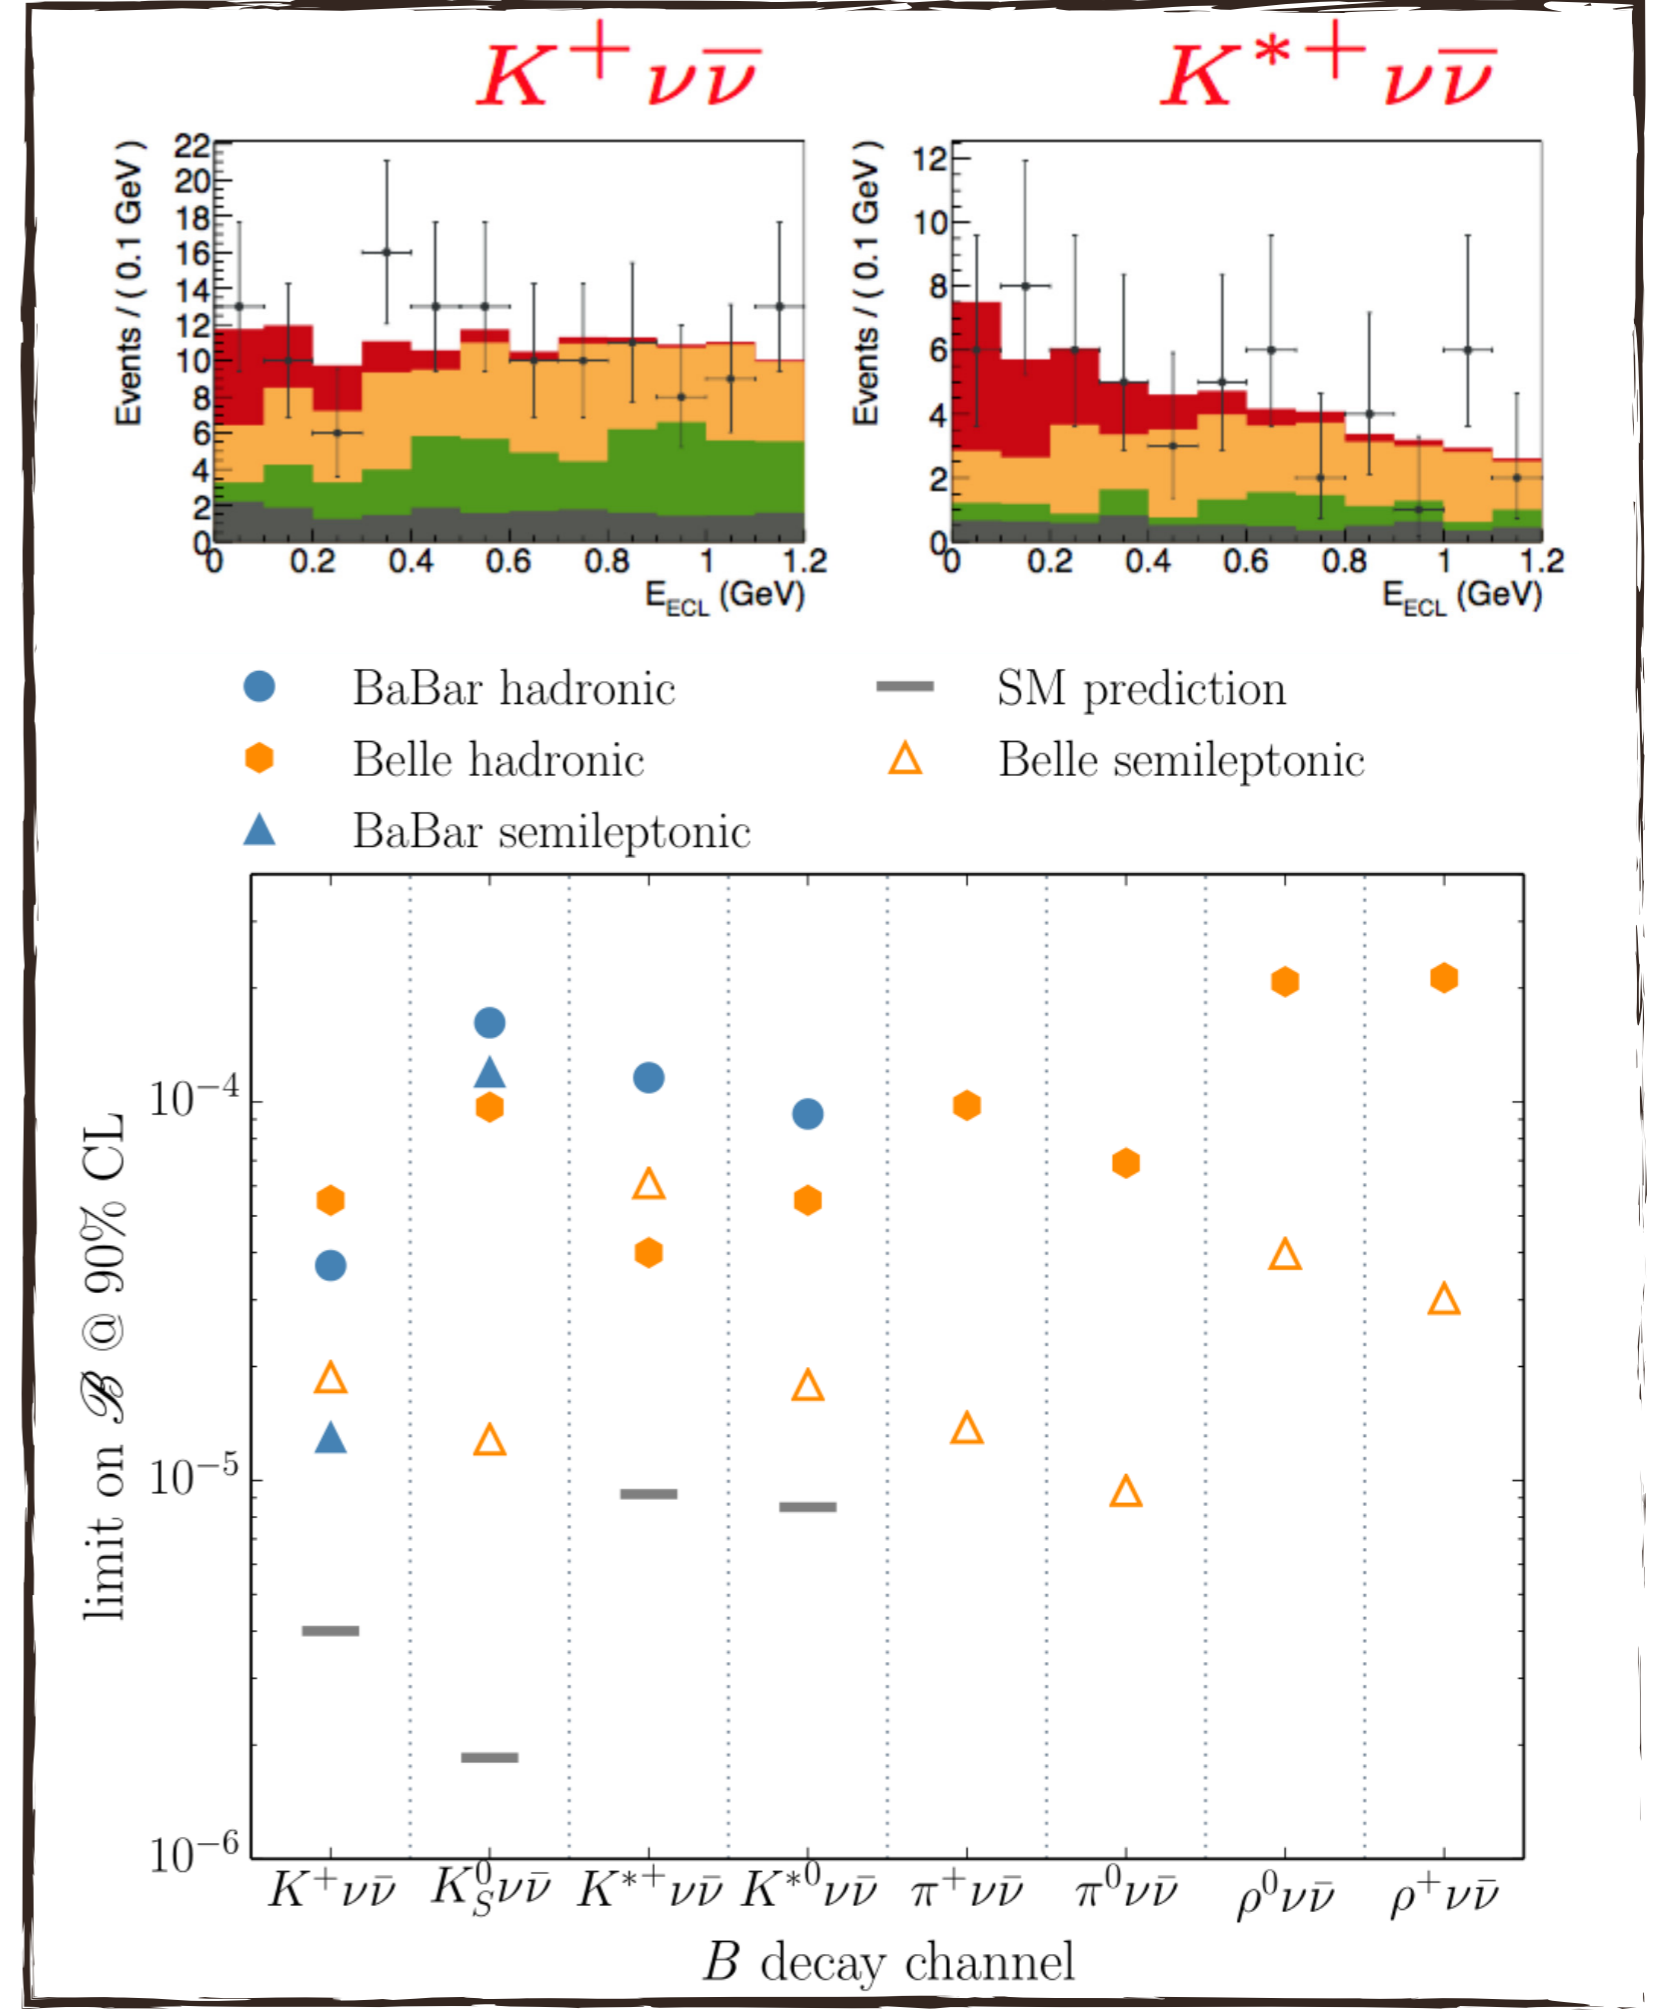 K⁺νν̄ K*⁺νν̄
Events / ( 0.1 GeV )
22
20
18
16
14
12
10
8
6
4
2
0
0 0.2 0.4 0.6 0.8 1 1.2
E_ECL (GeV)
Events / ( 0.1 GeV )
12
10
8
6
4
2
0
0 0.2 0.4 0.6 0.8 1 1.2
E_ECL (GeV)
BaBar hadronic
Belle hadronic
BaBar semileptonic
SM prediction
Belle semileptonic
limit on ℬ @ 90% CL
10⁻⁴
10⁻⁵
10⁻⁶
K⁺νν̄ K⁰_Sνν̄ K*⁺νν̄ K*⁰νν̄ π⁺νν̄ π⁰νν̄ ρ⁰νν̄ ρ⁺νν̄
B decay channel